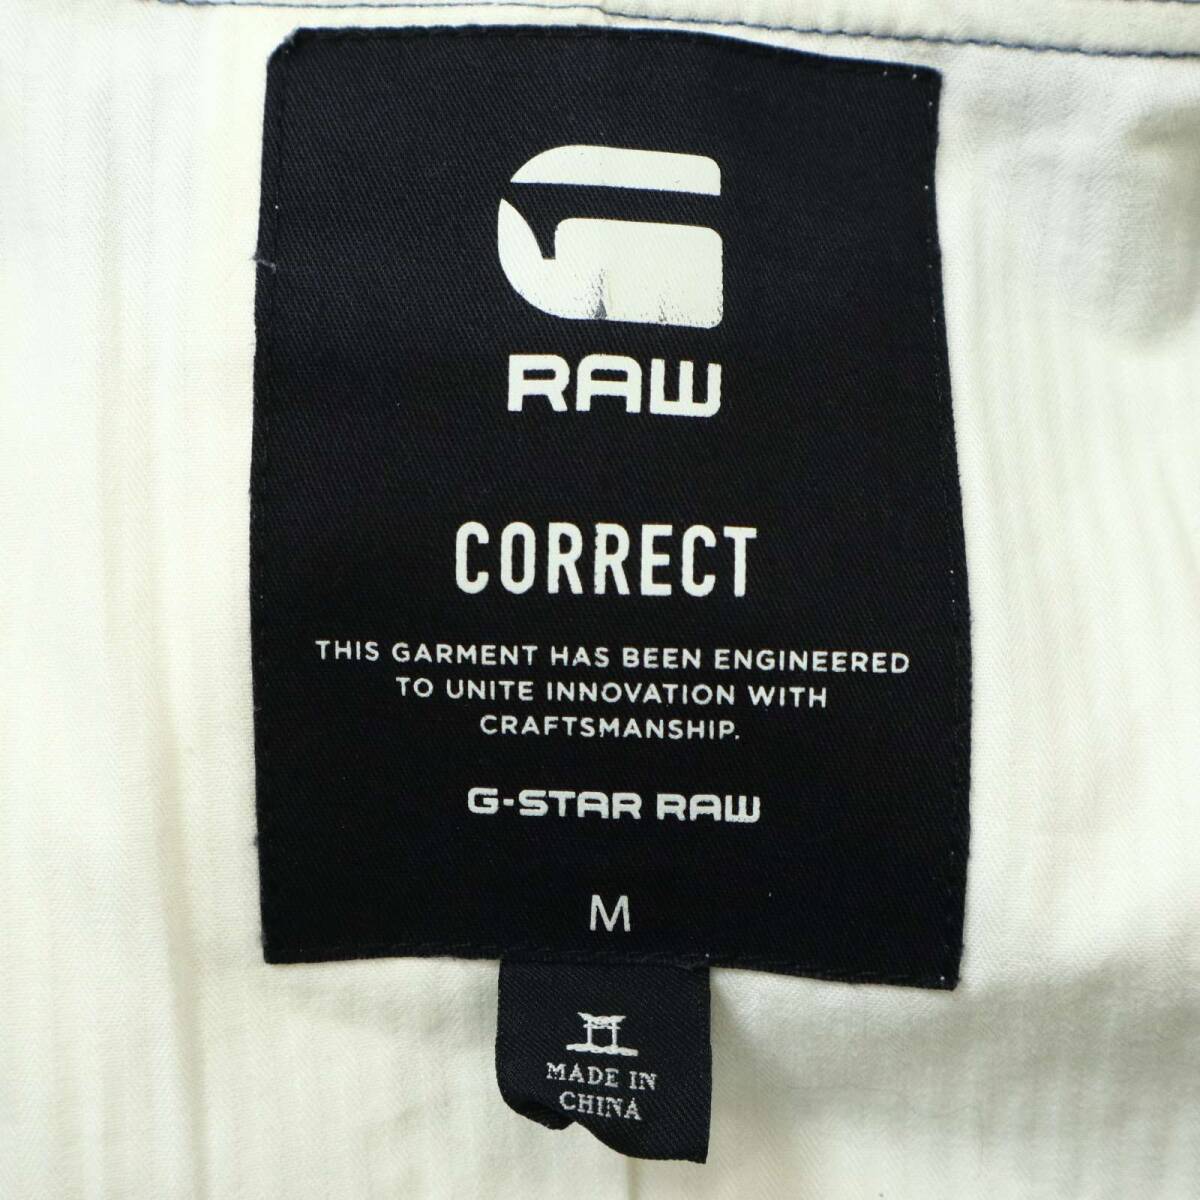 G
RAW
CORRECT
THIS GARMENT HAS BEEN ENGINEERED
TO UNITE INNOVATION WITH
CRAFTSMANSHIP.
G-STAR RAW
M
MADE IN
CHINA